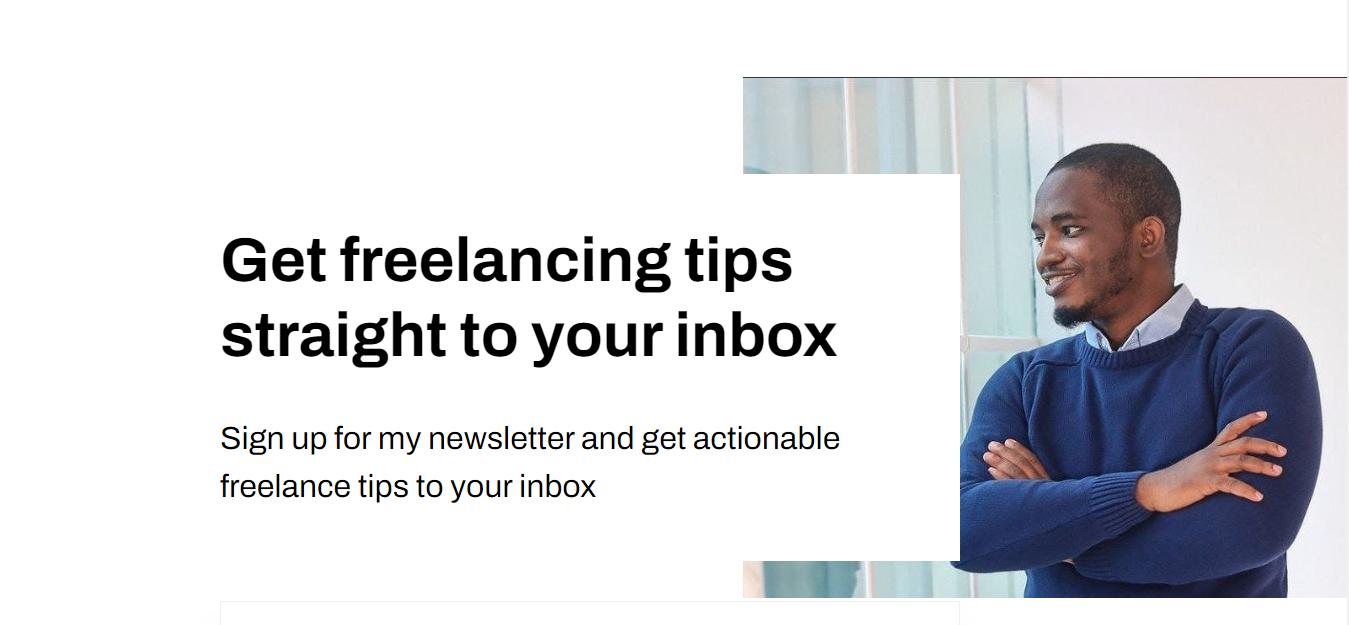 Get freelancing tips
straight to your inbox
Sign up for my newsletter and get actionable
freelance tips to your inbox